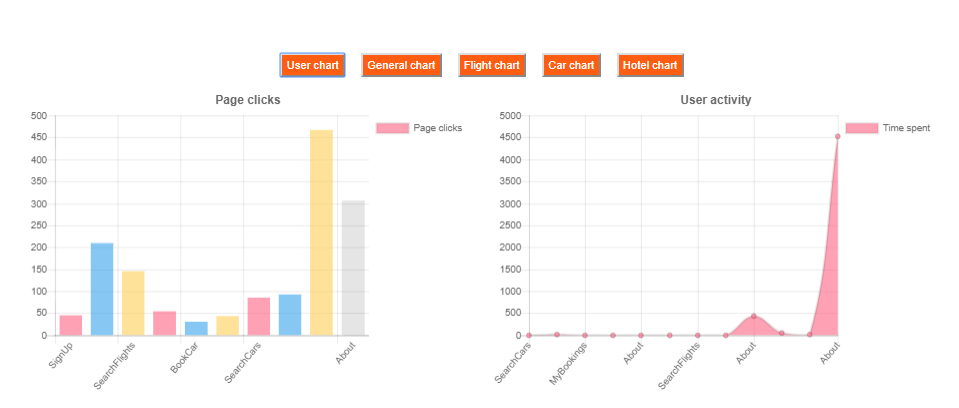 User chart General chart Flight chart Car chart Hotel chart
Page clicks
500
450
400
350
300
250
200
150
100
50
0
SignUp
SearchFlights
BookCar
SearchCars
About
Page clicks
User activity
5000
4500
4000
3500
3000
2500
2000
1500
1000
500
0
SearchCars
MyBookings
About
SearchFlights
About
About
Time spent